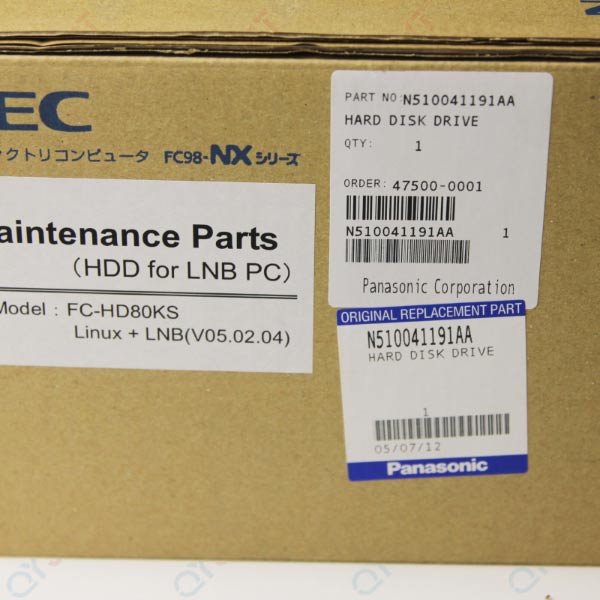 EC
クトリコンピュータ FC98-NXシリーズ
aintenance Parts
(HDD for LNB PC)
Model : FC-HD80KS
Linux + LNB(V05.02.04)
PART NO N510041191AA
HARD DISK DRIVE
QTY: 1
ORDER: 47500-0001
N510041191AA 1
Panasonic Corporation
ORIGINAL REPLACEMENT PART
N510041191AA
HARD DISK DRIVE
1
05/07/12
Panasonic